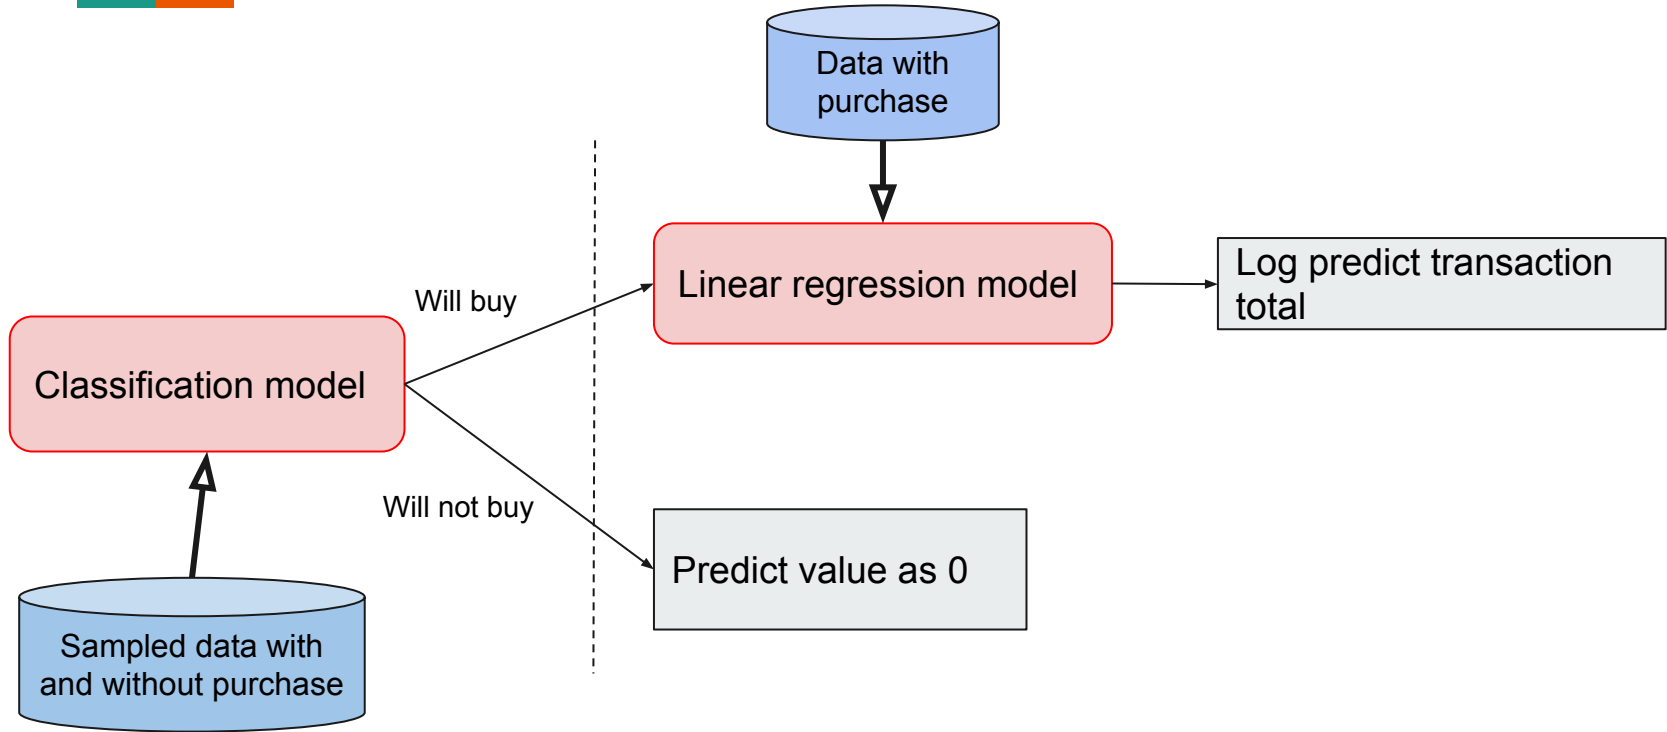 Data with
purchase
Linear regression model
Log predict transaction
total
Will buy
Classification model
Will not buy
Predict value as 0
Sampled data with
and without purchase